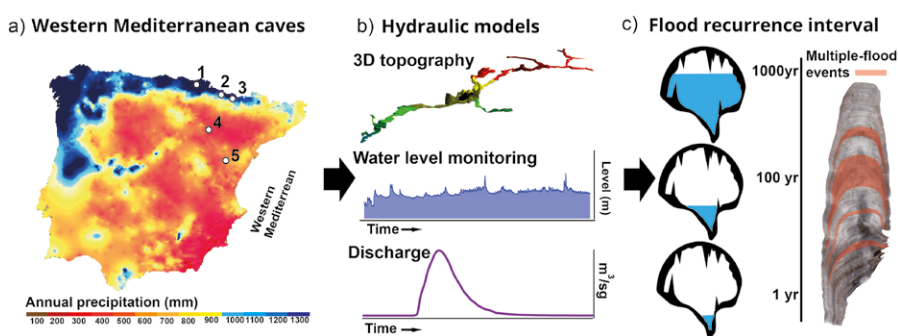 a) Western Mediterranean caves
1
2
3
4
5
Western
Mediterrean
Annual precipitation (mm)
100 200 300 400 500 600 700 800 900 1000 1100 1200 1300
b) Hydraulic models
3D topography
Water level monitoring
Level (m)
Time
Discharge
m³/sg
Time
c) Flood recurrence interval
1000yr
100 yr
1 yr
Multiple-flood
events